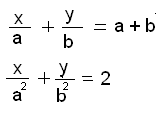 x/a + y/b = a + b
x/a² + y/b² = 2